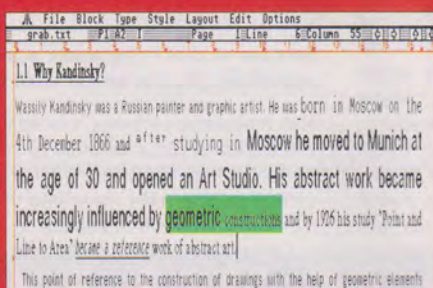 File Block Type Style Layout Edit Options
grab.txt P1 A2 I Page 1 Line 6 Column 55
1.1 Why Kandinsky?
Wassily Kandinsky was a Russian painter and graphic artist. He was born in Moscow on the
4th December 1866 and after studying in Moscow he moved to Munich at
the age of 30 and opened an Art Studio. His abstract work became
increasingly influenced by geometric constructions and by 1926 his study "Point and
Line to Area" became a reference work of abstract art.
This point of reference to the construction of drawings with the help of geometric elements